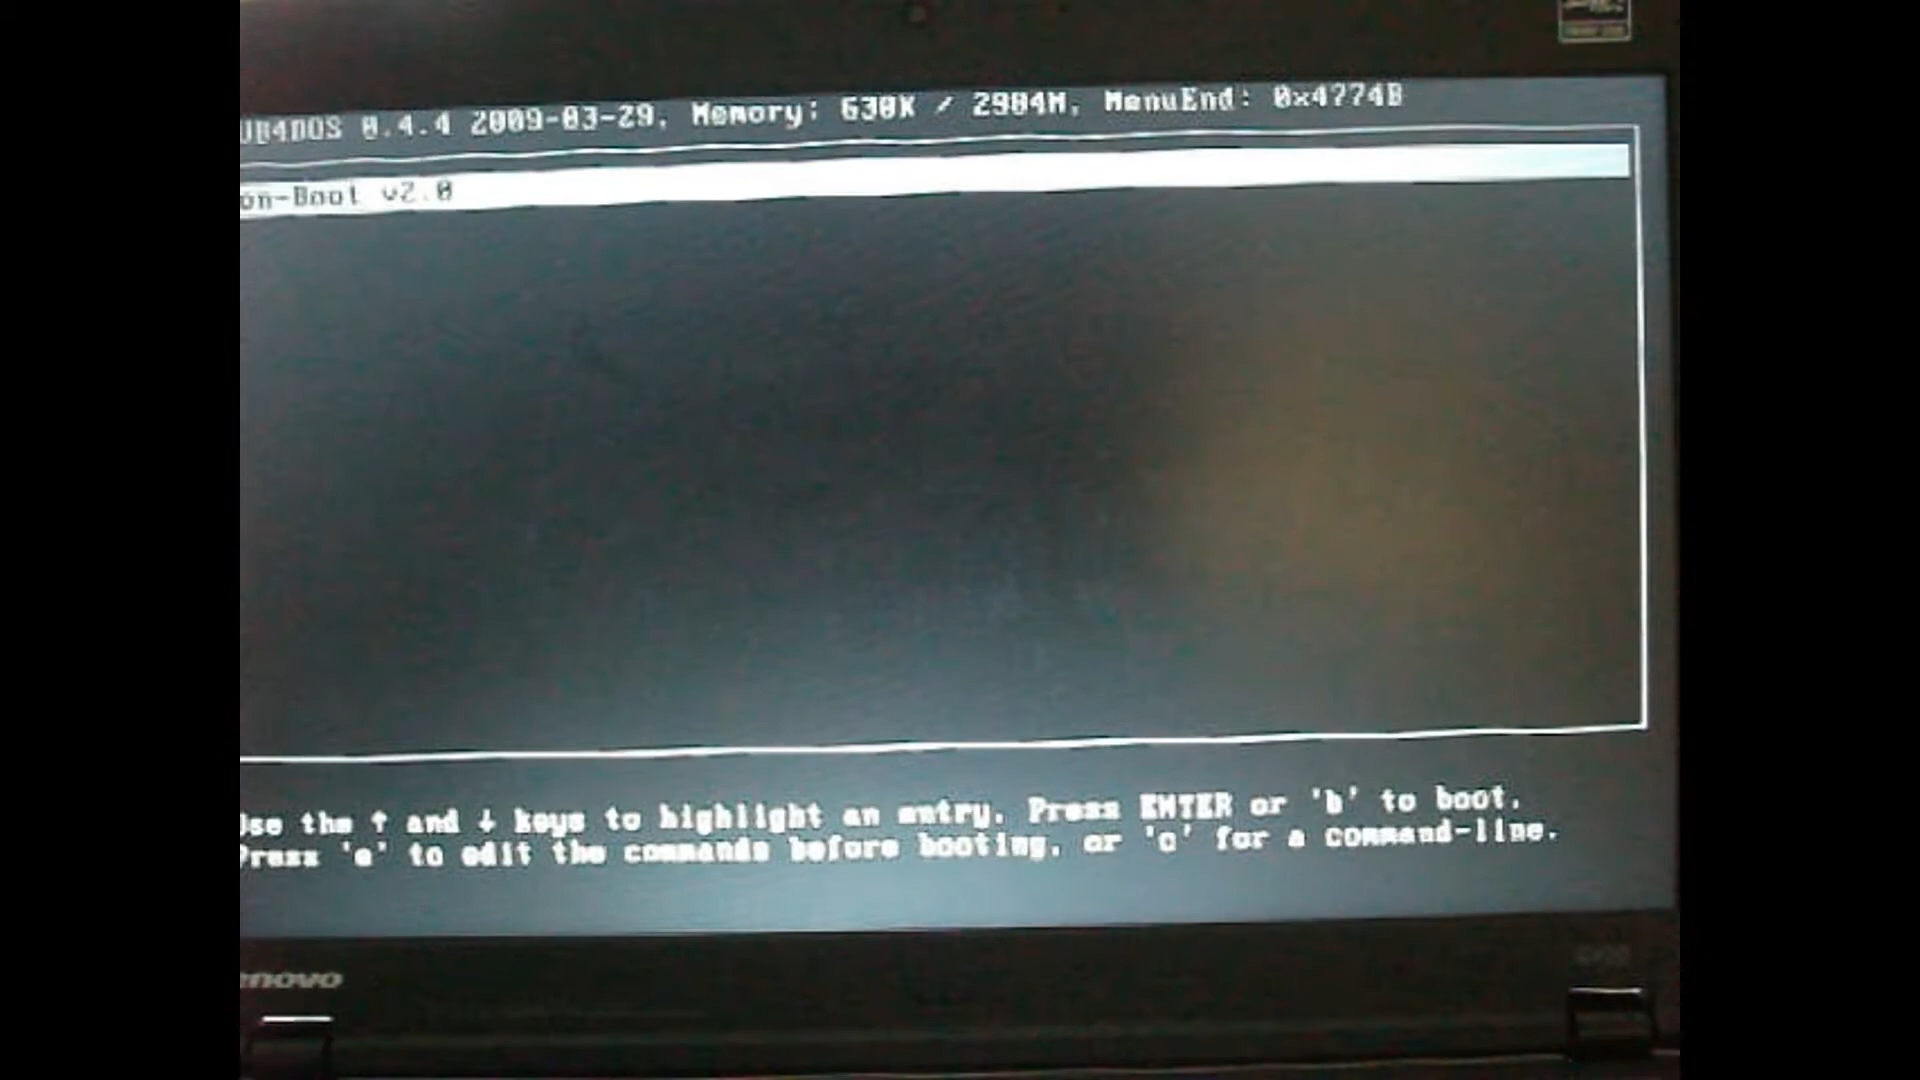 UB4DOS 0.4.4 2009-03-29, Memory: 630K / 2984M, MenuEnd: 0x4774B
on-Boot v2.0
Use the ↑ and ↓ keys to highlight an entry. Press ENTER or 'b' to boot.
Press 'e' to edit the commands before booting, or 'c' for a command-line.
enovo